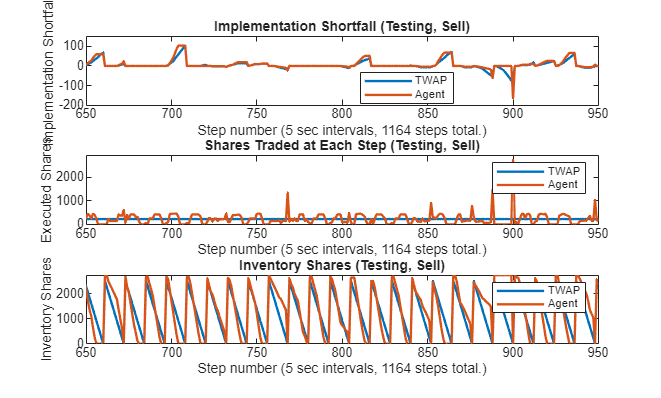 Implementation Shortfall (Testing, Sell)
Implementation Shortfall
100
0
-100
-200
TWAP
Agent
650 700 750 800 850 900 950
Step number (5 sec intervals, 1164 steps total.)
Shares Traded at Each Step (Testing, Sell)
Executed Shares
2000
1000
0
TWAP
Agent
650 700 750 800 850 900 950
Step number (5 sec intervals, 1164 steps total.)
Inventory Shares (Testing, Sell)
Inventory Shares
2000
1000
0
TWAP
Agent
650 700 750 800 850 900 950
Step number (5 sec intervals, 1164 steps total.)